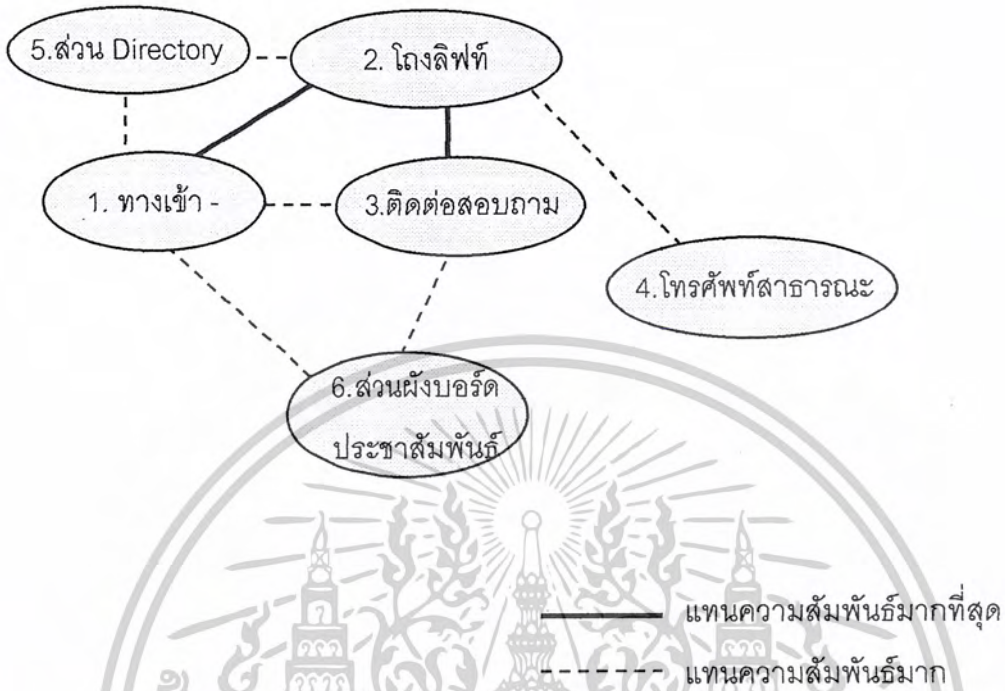 5.ส่วน Directory
2. โถงลิฟท์
1. ทางเข้า -
3.ติดต่อสอบถาม
4.โทรศัพท์สาธารณะ
6.ส่วนผังบอร์ด
ประชาสัมพันธ์
แทนความสัมพันธ์มากที่สุด
แทนความสัมพันธ์มาก